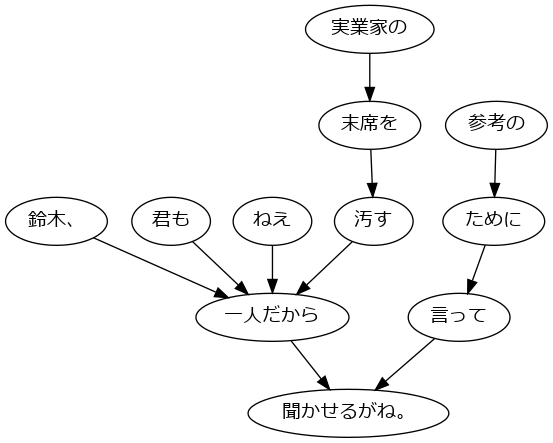 実業家の
末席を
参考の
鈴木、
君も
ねえ
汚す
ために
一人だから
言って
聞かせるがね。